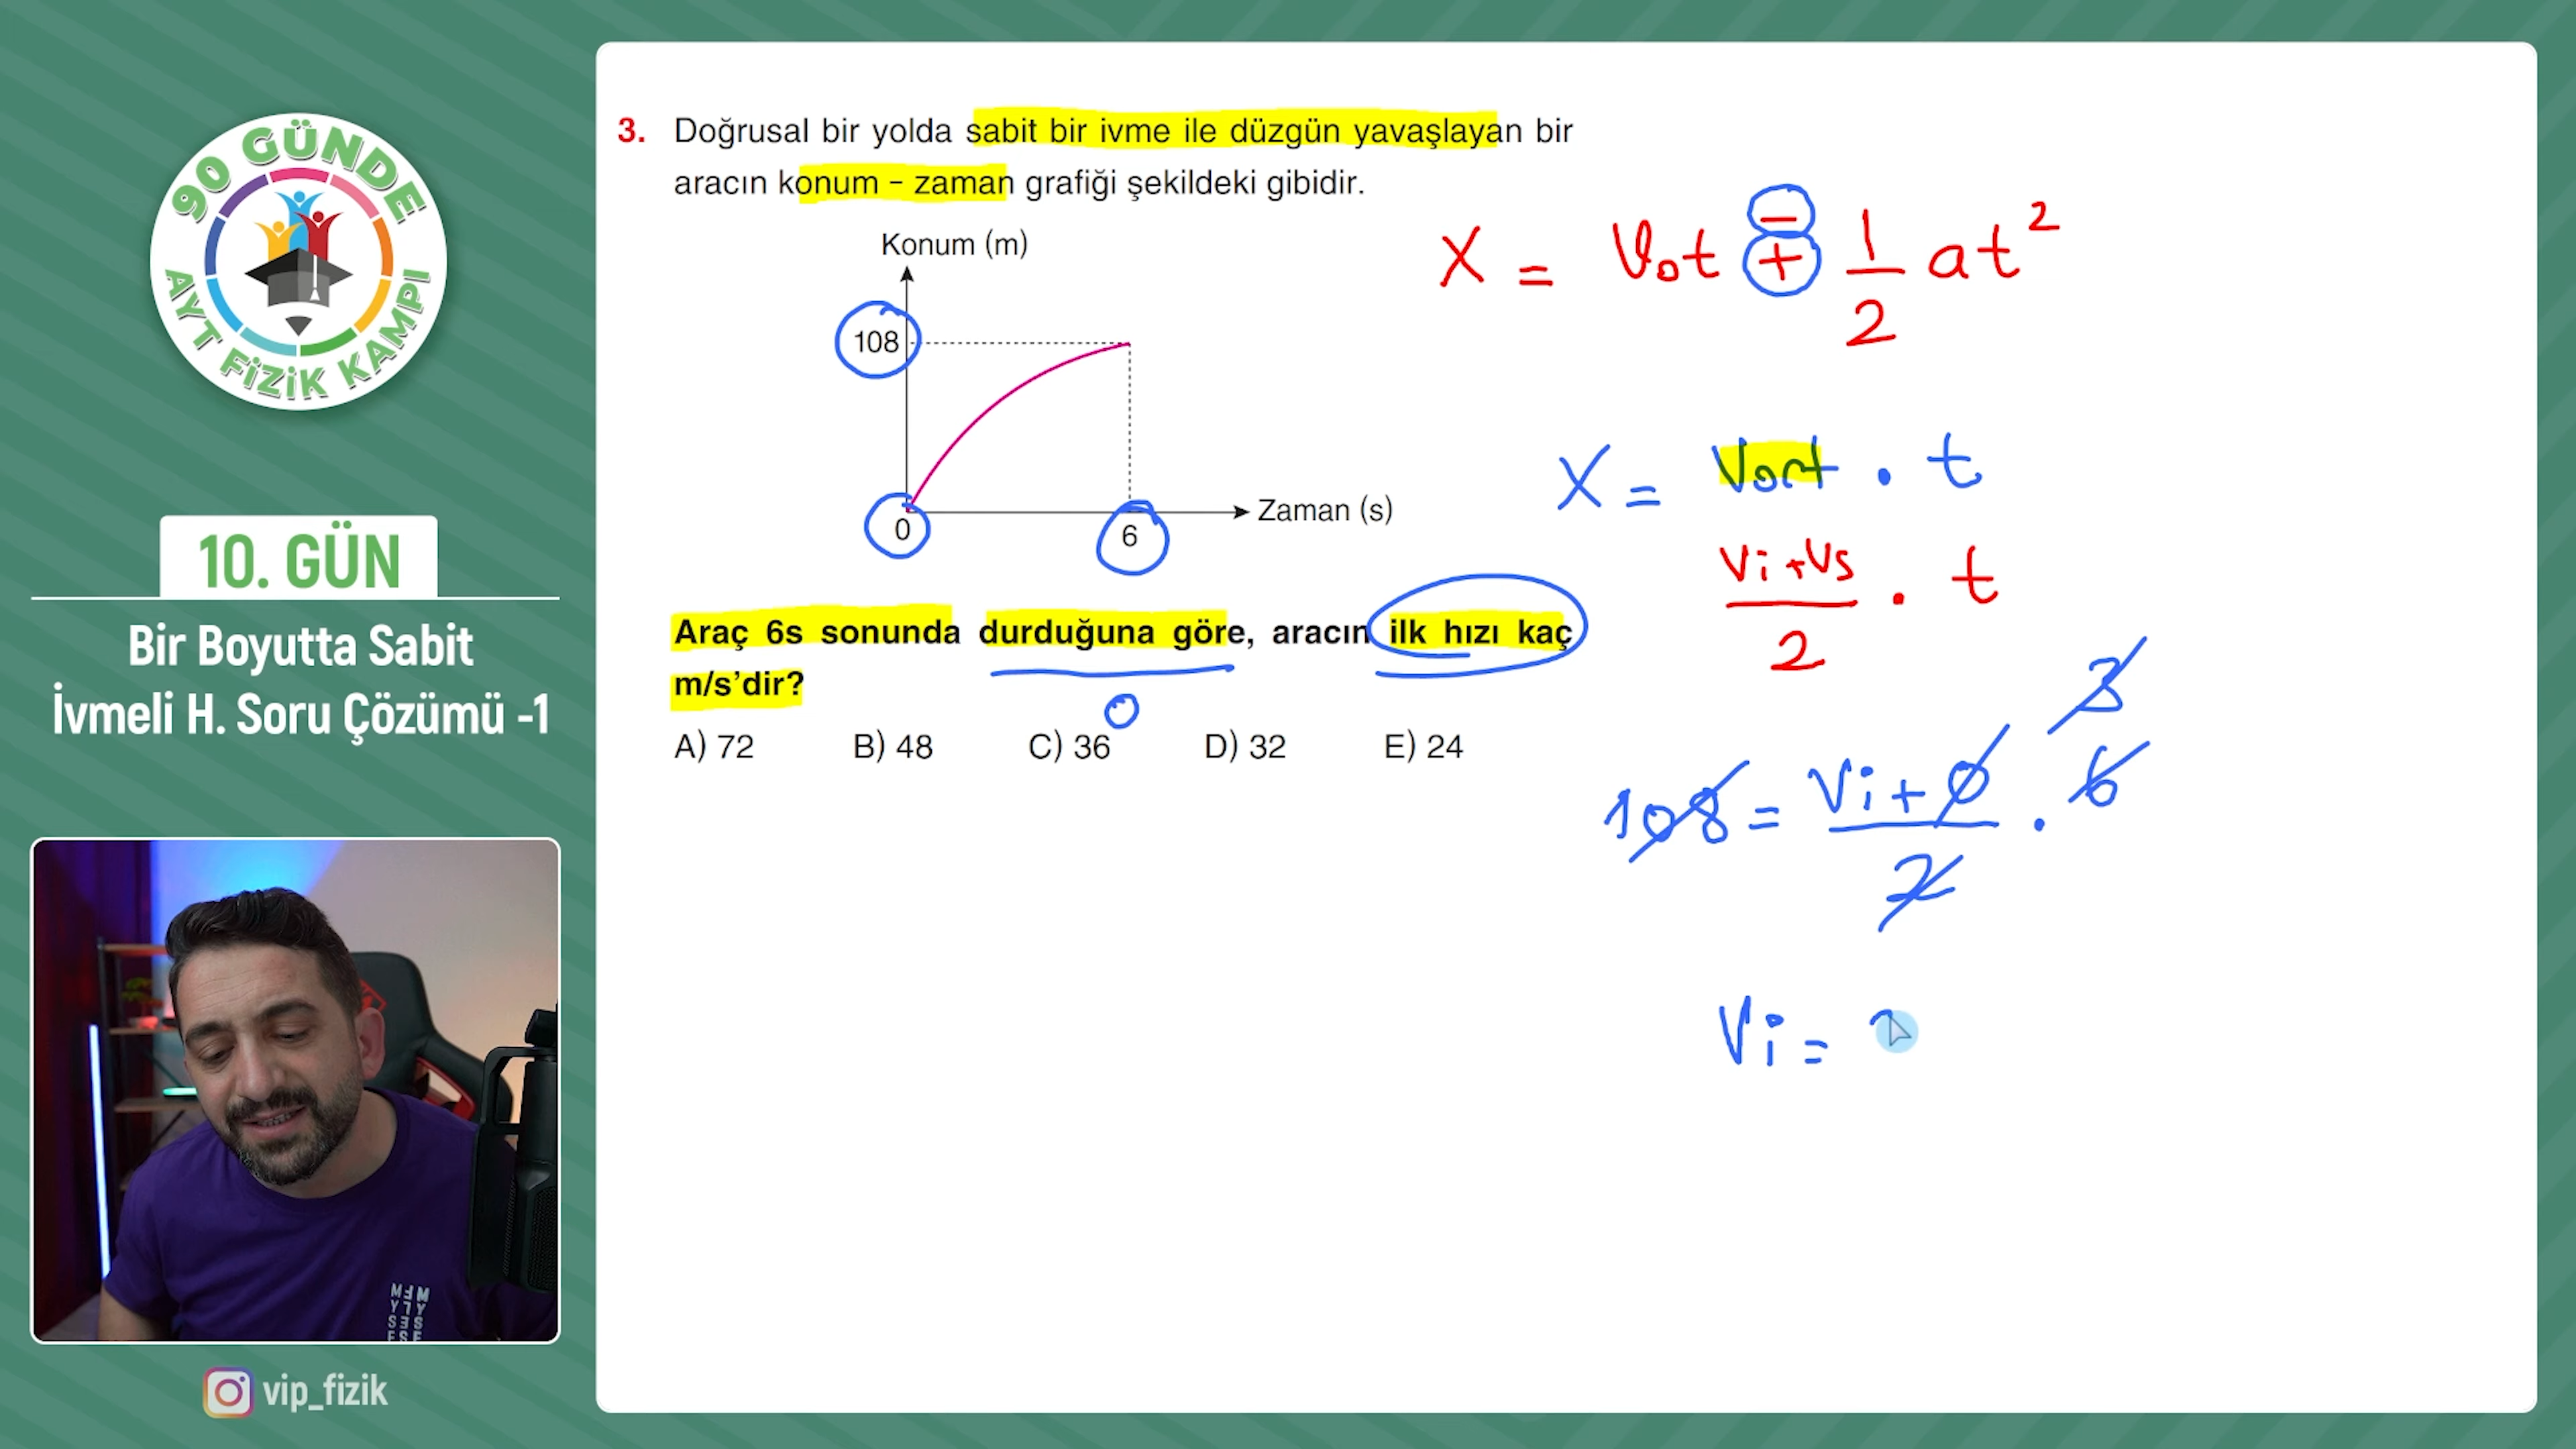 90 GÜNDE
AYT FİZİK KAMPI
10. GÜN
Bir Boyutta Sabit
İvmeli H. Soru Çözümü -1
vip_fizik
3. Doğrusal bir yolda sabit bir ivme ile düzgün yavaşlayan bir
aracın konum – zaman grafiği şekildeki gibidir.
Konum (m)
108
0
6
Zaman (s)
Araç 6s sonunda durduğuna göre, aracın ilk hızı kaç
m/s'dir?
0
A) 72 B) 48 C) 36 D) 32 E) 24
X = V₀t ∓ 1/2 at²
X = Vort . t
Vi+Vs/2 . t
3
108 = Vi+0/2 . 6
Vi =